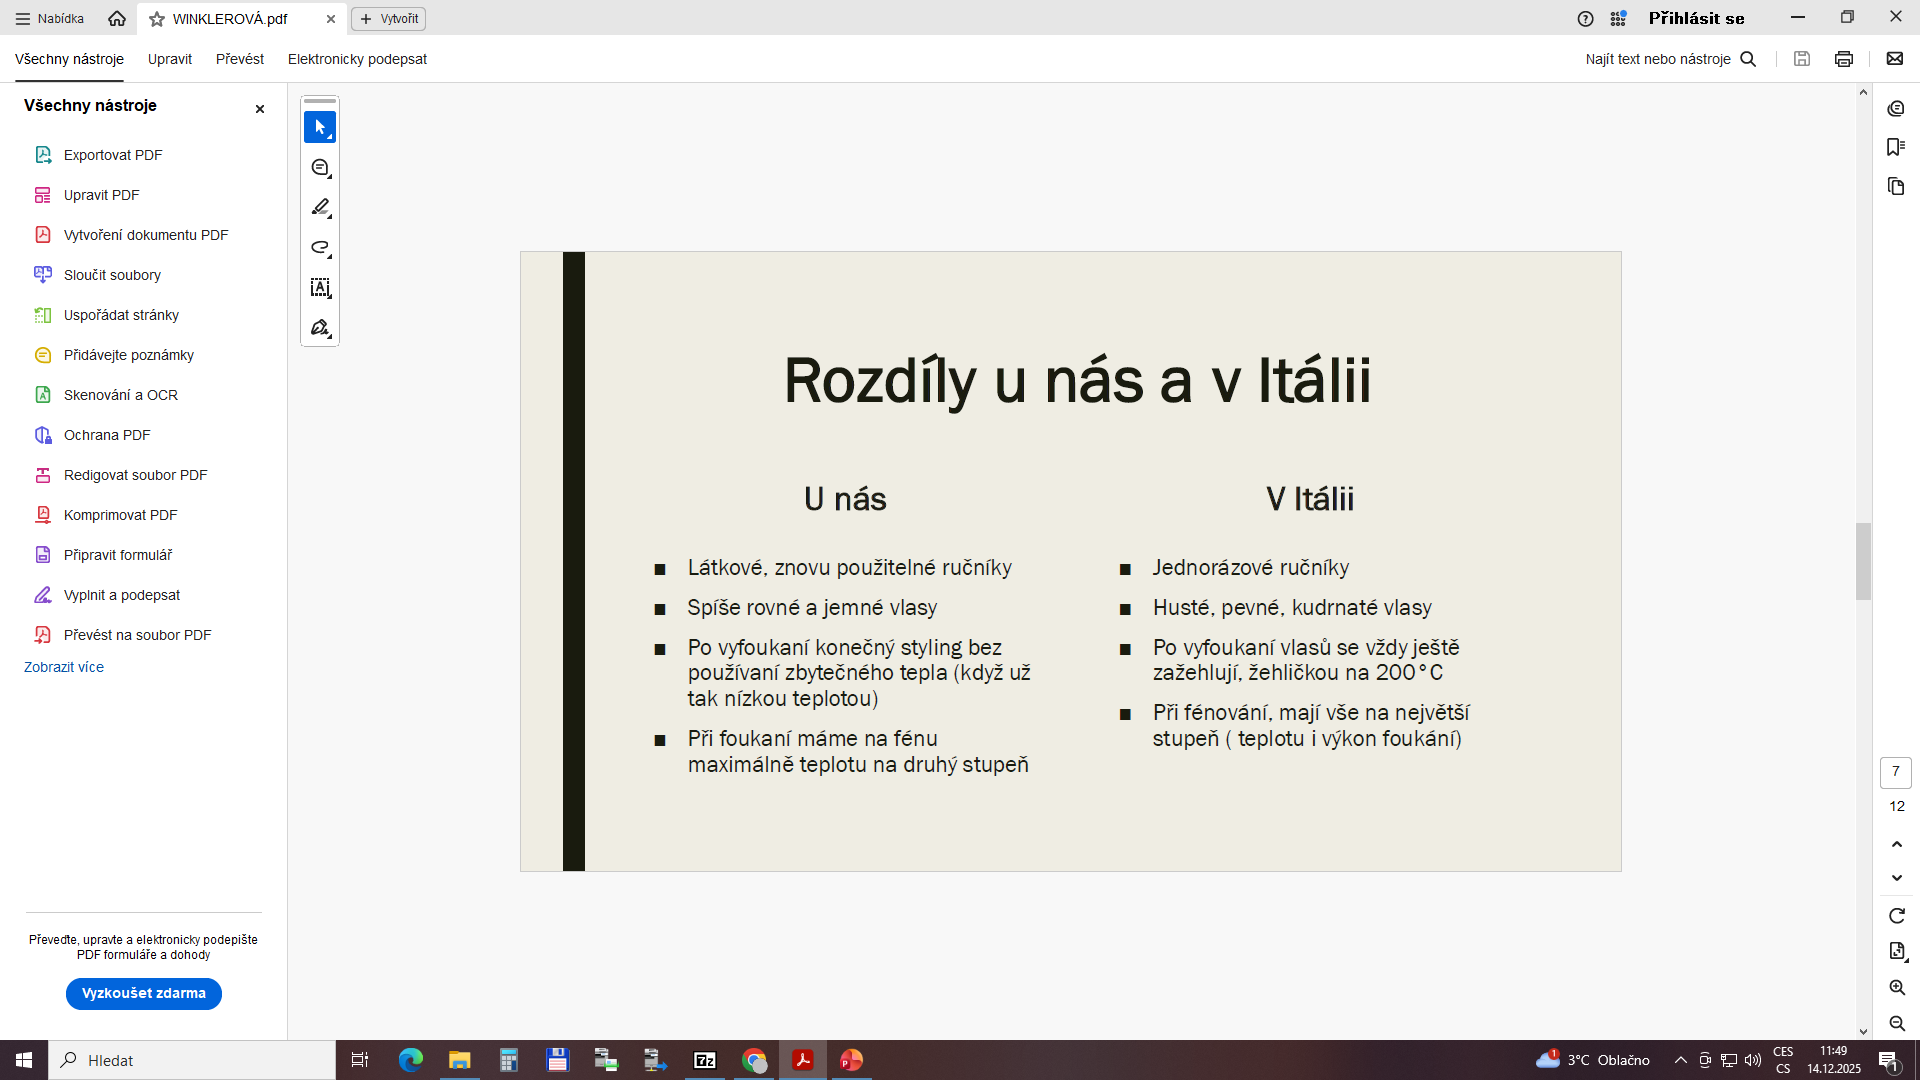 Nabídka
WINKLEROVÁ.pdf
Vytvořit
Přihlásit se
Všechny nástroje
Upravit
Převést
Elektronicky podepsat
Najít text nebo nástroje
Všechny nástroje
Exportovat PDF
Upravit PDF
Vytvoření dokumentu PDF
Sloučit soubory
Uspořádat stránky
Přidávejte poznámky
Skenování a OCR
Ochrana PDF
Redigovat soubor PDF
Komprimovat PDF
Připravit formulář
Vyplnit a podepsat
Převést na soubor PDF
Zobrazit více
Převeďte, upravte a elektronicky podepište
PDF formuláře a dohody
Vyzkoušet zdarma
Rozdíly u nás a v Itálii
U nás
■ Látkové, znovu použitelné ručníky
■ Spíše rovné a jemné vlasy
■ Po vyfoukaní konečný styling bez
používaní zbytečného tepla (když už
tak nízkou teplotou)
■ Při foukaní máme na fénu
maximálně teplotu na druhý stupeň
V Itálii
■ Jednorázové ručníky
■ Husté, pevné, kudrnaté vlasy
■ Po vyfoukaní vlasů se vždy ještě
zažehlují, žehličkou na 200°C
■ Při fénování, mají vše na největší
stupeň ( teplotu i výkon foukání)
7
12
Hledat
7z
1
3°C Oblačno
CES
CS
11:49
14.12.2025
1